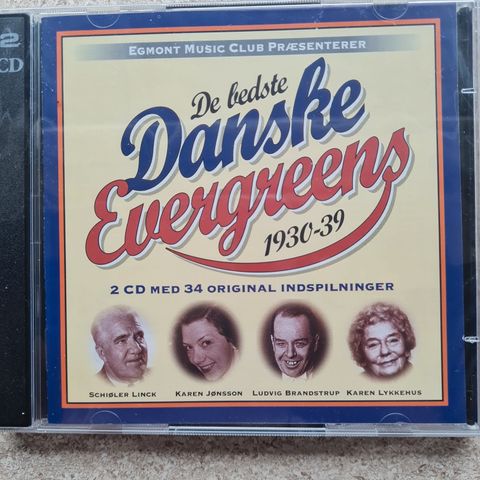 2
CD
EGMONT MUSIC CLUB PRÆSENTERER
De bedste
Danske
Evergreens
1930-39
2 CD MED 34 ORIGINAL INDSPILNINGER
SCHIØLER LINCK
KAREN JØNSSON
LUDVIG BRANDSTRUP
KAREN LYKKEHUS